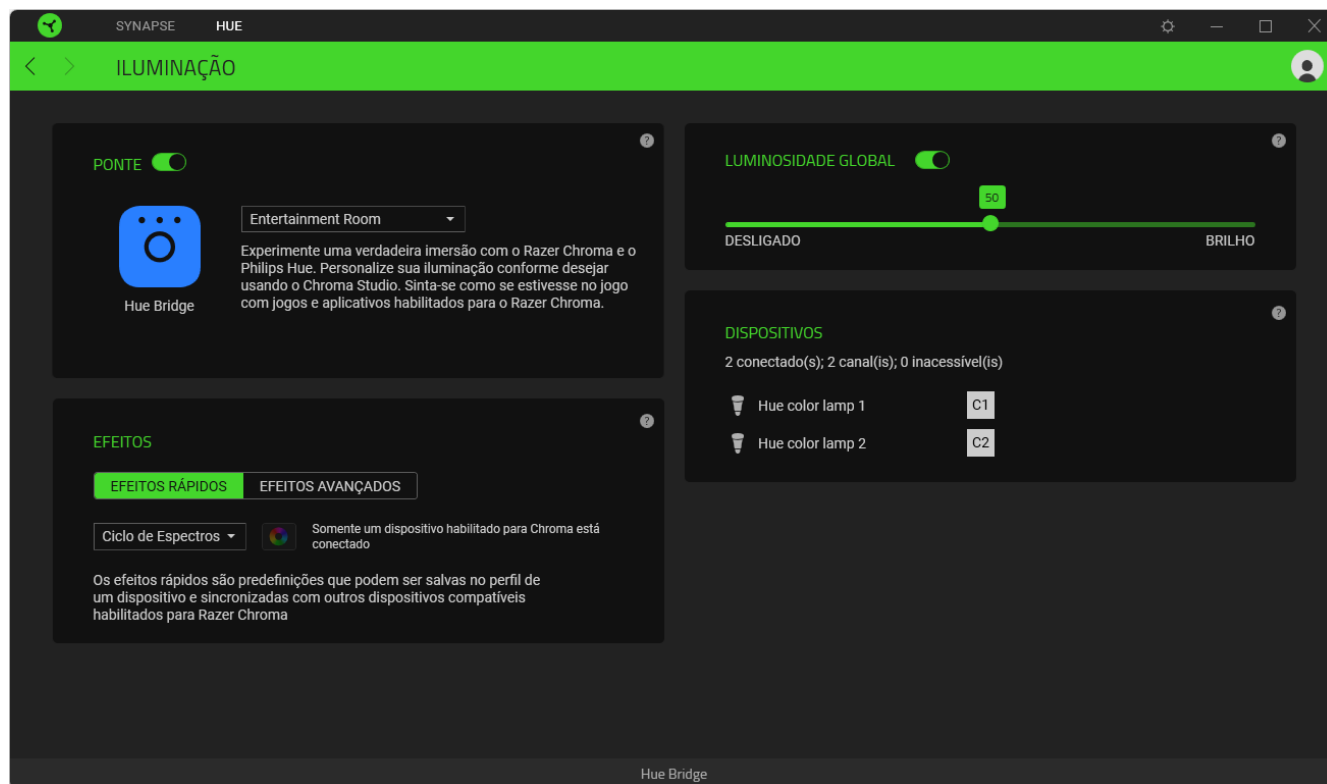 SYNAPSE HUE
ILUMINAÇÃO
PONTE
Entertainment Room
Experimente uma verdadeira imersão com o Razer Chroma e o
Philips Hue. Personalize sua iluminação conforme desejar
usando o Chroma Studio. Sinta-se como se estivesse no jogo
com jogos e aplicativos habilitados para o Razer Chroma.
Hue Bridge
EFEITOS
EFEITOS RÁPIDOS EFEITOS AVANÇADOS
Ciclo de Espectros
Somente um dispositivo habilitado para Chroma está
conectado
Os efeitos rápidos são predefinições que podem ser salvas no perfil de
um dispositivo e sincronizadas com outros dispositivos compatíveis
habilitados para Razer Chroma
LUMINOSIDADE GLOBAL
50
DESLIGADO BRILHO
DISPOSITIVOS
2 conectado(s); 2 canal(is); 0 inacessível(is)
Hue color lamp 1 C1
Hue color lamp 2 C2
Hue Bridge